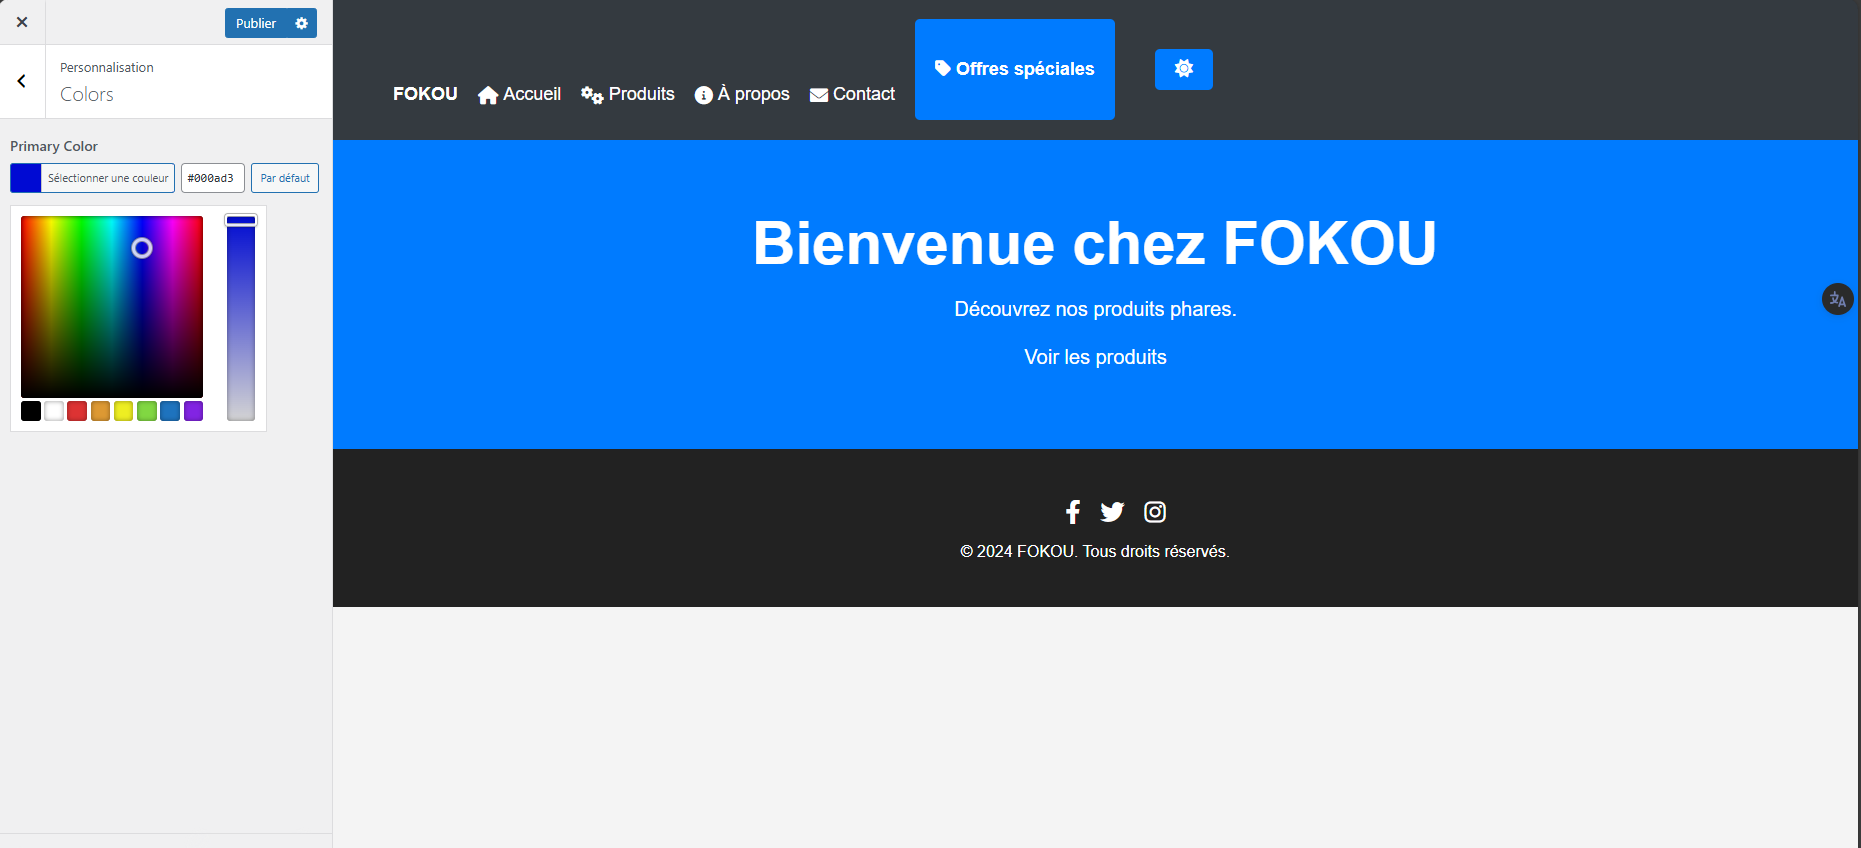 Publier
Personnalisation
Colors
Primary Color
Sélectionner une couleur
#000ad3
Par défaut
FOKOU
Accueil
Produits
À propos
Contact
Offres spéciales
Bienvenue chez FOKOU
Découvrez nos produits phares.
Voir les produits
© 2024 FOKOU. Tous droits réservés.